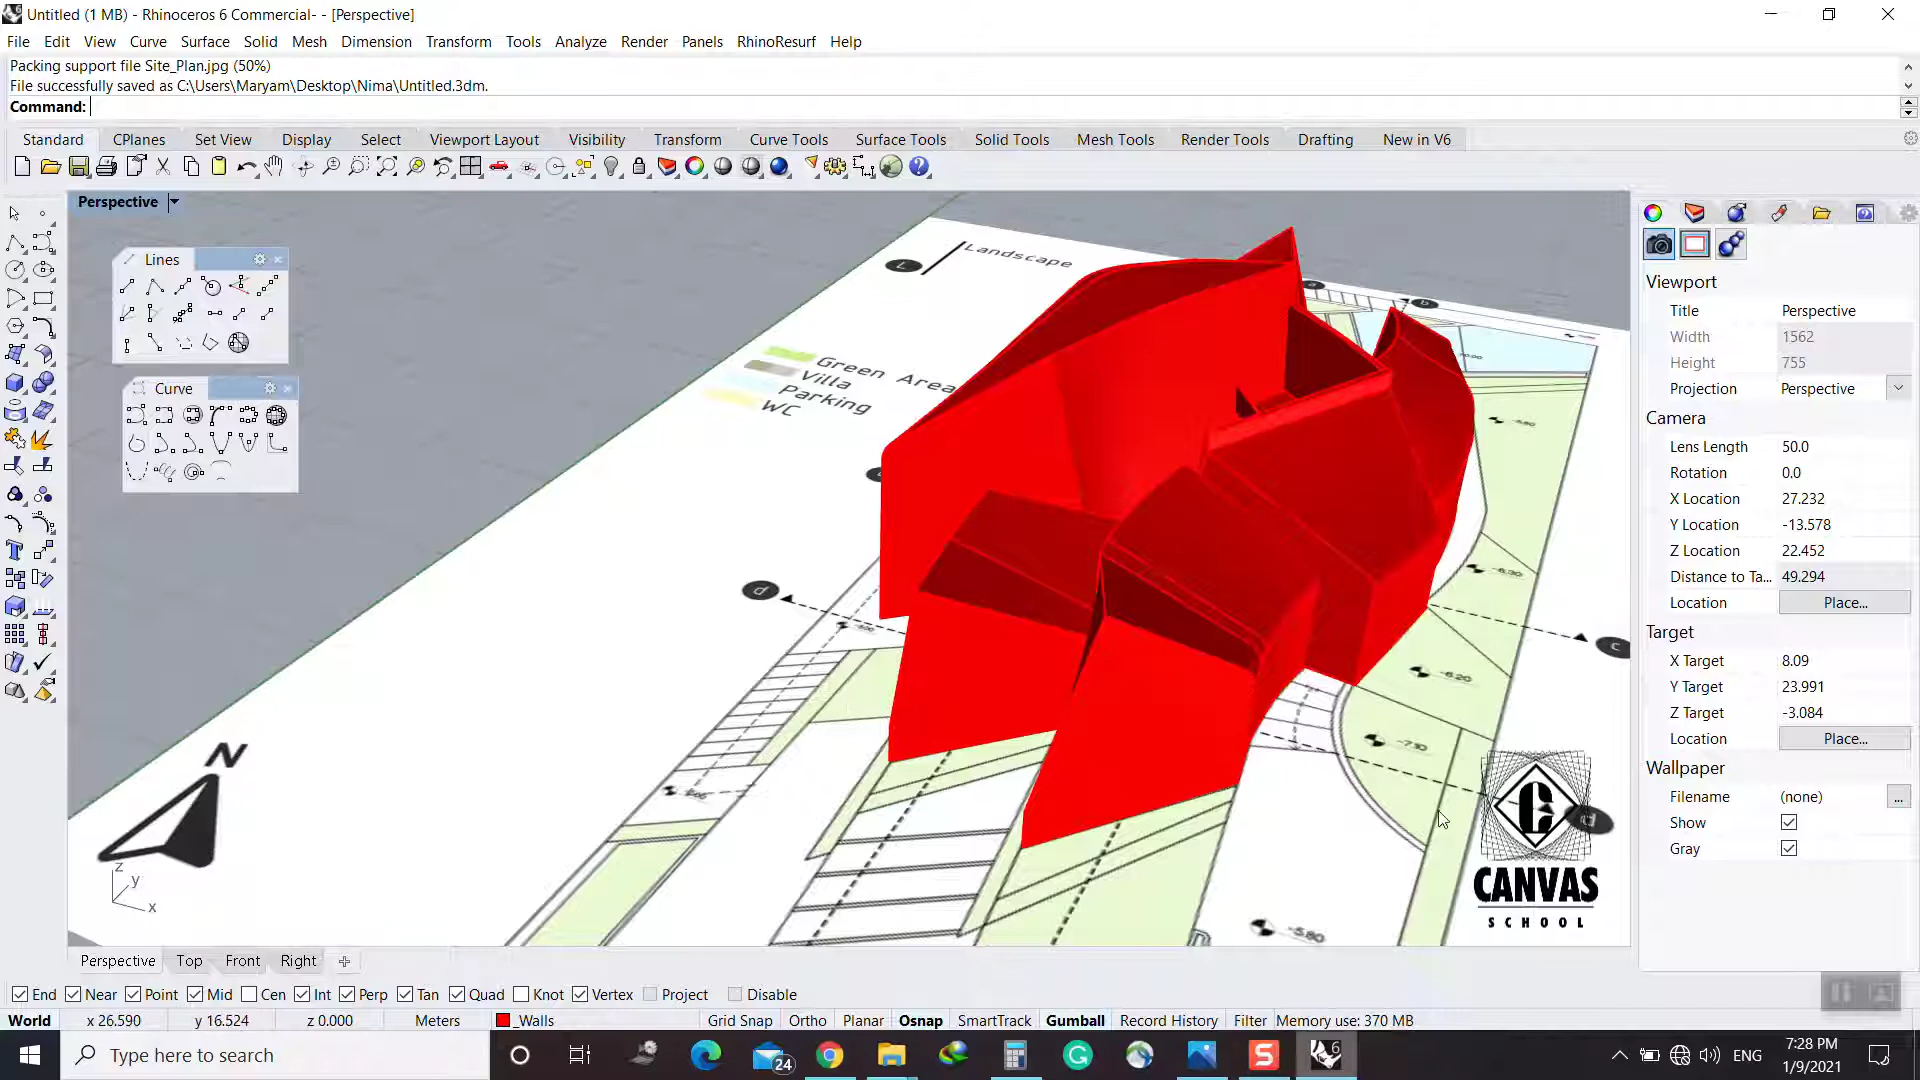 Untitled (1 MB) - Rhinoceros 6 Commercial- - [Perspective]
File Edit View Curve Surface Solid Mesh Dimension Transform Tools Analyze Render Panels RhinoResurf Help
Packing support file Site_Plan.jpg (50%)
File successfully saved as C:\Users\Maryam\Desktop\Nima\Untitled.3dm.
Command:
Standard CPlanes Set View Display Select Viewport Layout Visibility Transform Curve Tools Surface Tools Solid Tools Mesh Tools Render Tools Drafting New in V6
Perspective
Lines
Curve
L Landscape
Green Area
Villa
Parking
WC
d
c
b
-6.20
-7.10
-5.80
d
N
z
y
x
CANVAS
SCHOOL
Viewport
Title Perspective
Width 1562
Height 755
Projection Perspective
Camera
Lens Length 50.0
Rotation 0.0
X Location 27.232
Y Location -13.578
Z Location 22.452
Distance to Ta... 49.294
Location Place...
Target
X Target 8.09
Y Target 23.991
Z Target -3.084
Location Place...
Wallpaper
Filename (none) ...
Show
Gray
Perspective Top Front Right
End Near Point Mid Cen Int Perp Tan Quad Knot Vertex Project Disable
World x 26.590 y 16.524 z 0.000 Meters _Walls Grid Snap Ortho Planar Osnap SmartTrack Gumball Record History Filter Memory use: 370 MB
Type here to search
24
ENG
7:28 PM
1/9/2021